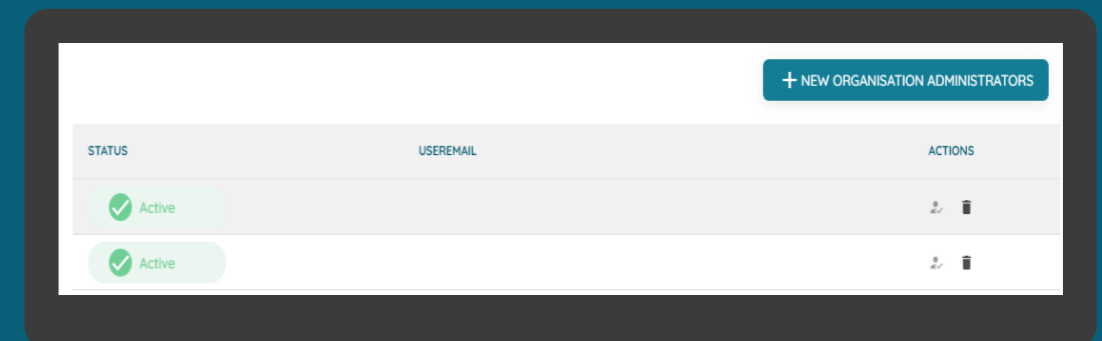 + NEW ORGANISATION ADMINISTRATORS
STATUS USEREMAIL ACTIONS
Active
Active